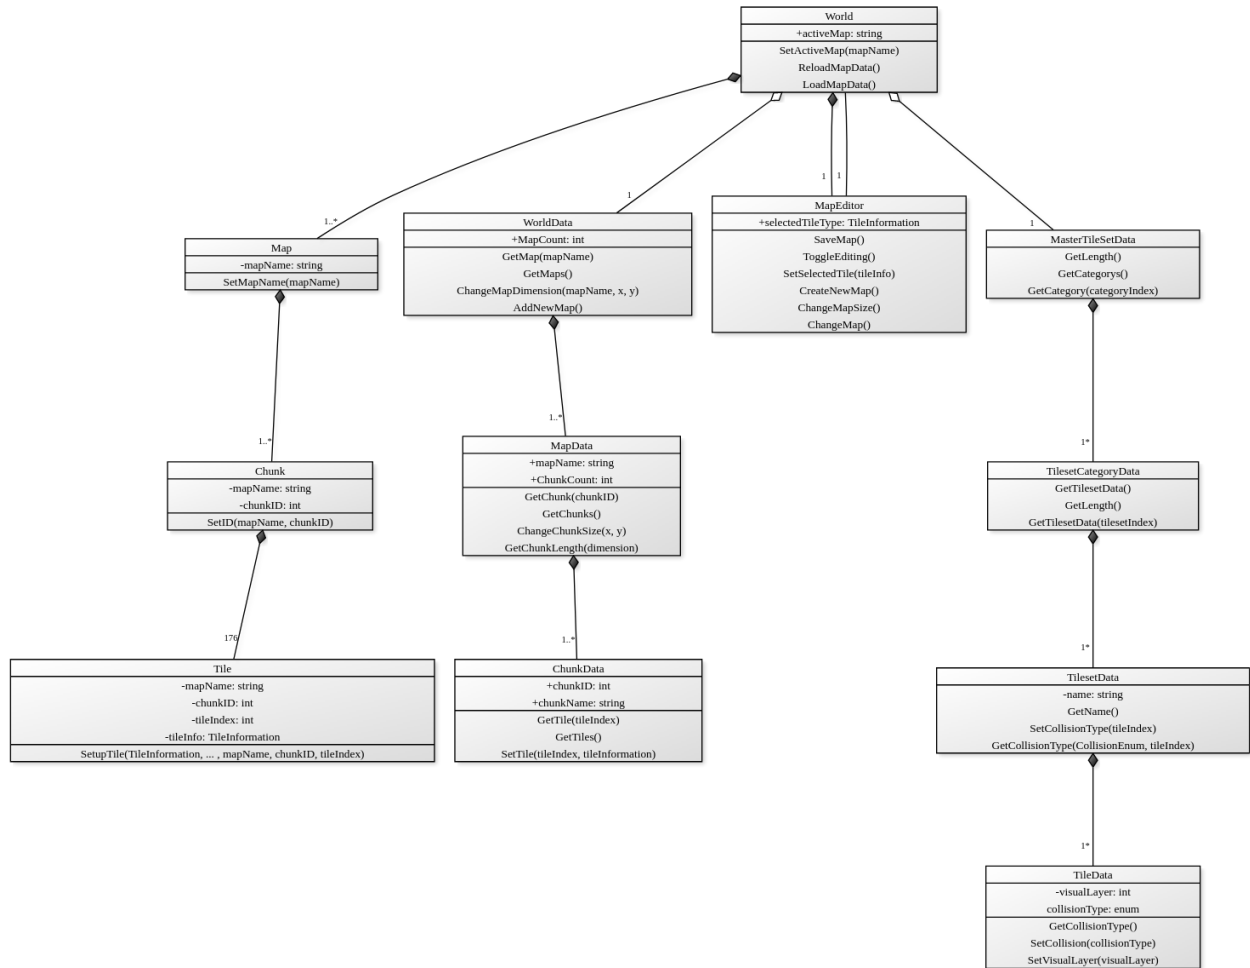 World
+activeMap: string
SetActiveMap(mapName)
ReloadMapData()
LoadMapData()
1..*
1
1
1
1
Map
-mapName: string
SetMapName(mapName)
WorldData
+MapCount: int
GetMap(mapName)
GetMaps()
ChangeMapDimension(mapName, x, y)
AddNewMap()
MapEditor
+selectedTileType: TileInformation
SaveMap()
ToggleEditing()
SetSelectedTile(tileInfo)
CreateNewMap()
ChangeMapSize()
ChangeMap()
MasterTileSetData
GetLength()
GetCategorys()
GetCategory(categoryIndex)
1..*
1..*
1*
Chunk
-mapName: string
-chunkID: int
SetID(mapName, chunkID)
MapData
+mapName: string
+ChunkCount: int
GetChunk(chunkID)
GetChunks()
ChangeChunkSize(x, y)
GetChunkLength(dimension)
TilesetCategoryData
GetTilesetData()
GetLength()
GetTilesetData(tilesetIndex)
176
1..*
1*
Tile
-mapName: string
-chunkID: int
-tileIndex: int
-tileInfo: TileInformation
SetupTile(TileInformation, ... , mapName, chunkID, tileIndex)
ChunkData
+chunkID: int
+chunkName: string
GetTile(tileIndex)
GetTiles()
SetTile(tileIndex, tileInformation)
TilesetData
-name: string
GetName()
SetCollisionType(tileIndex)
GetCollisionType(CollisionEnum, tileIndex)
1*
TileData
-visualLayer: int
collisionType: enum
GetCollisionType()
SetCollision(collisionType)
SetVisualLayer(visualLayer)